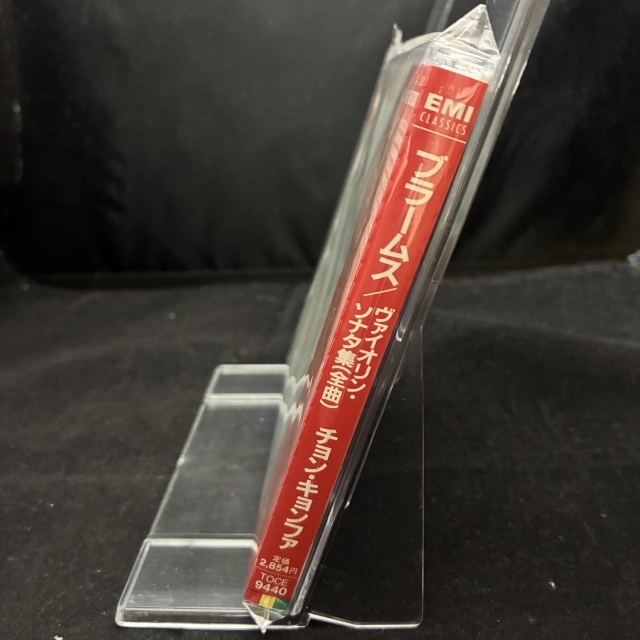 EMI
CLASSICS
ブラームス/
ヴァイオリン・
ソナタ集(全曲)
チョン・キョンファ
定価
2,854円
TOCE
9440